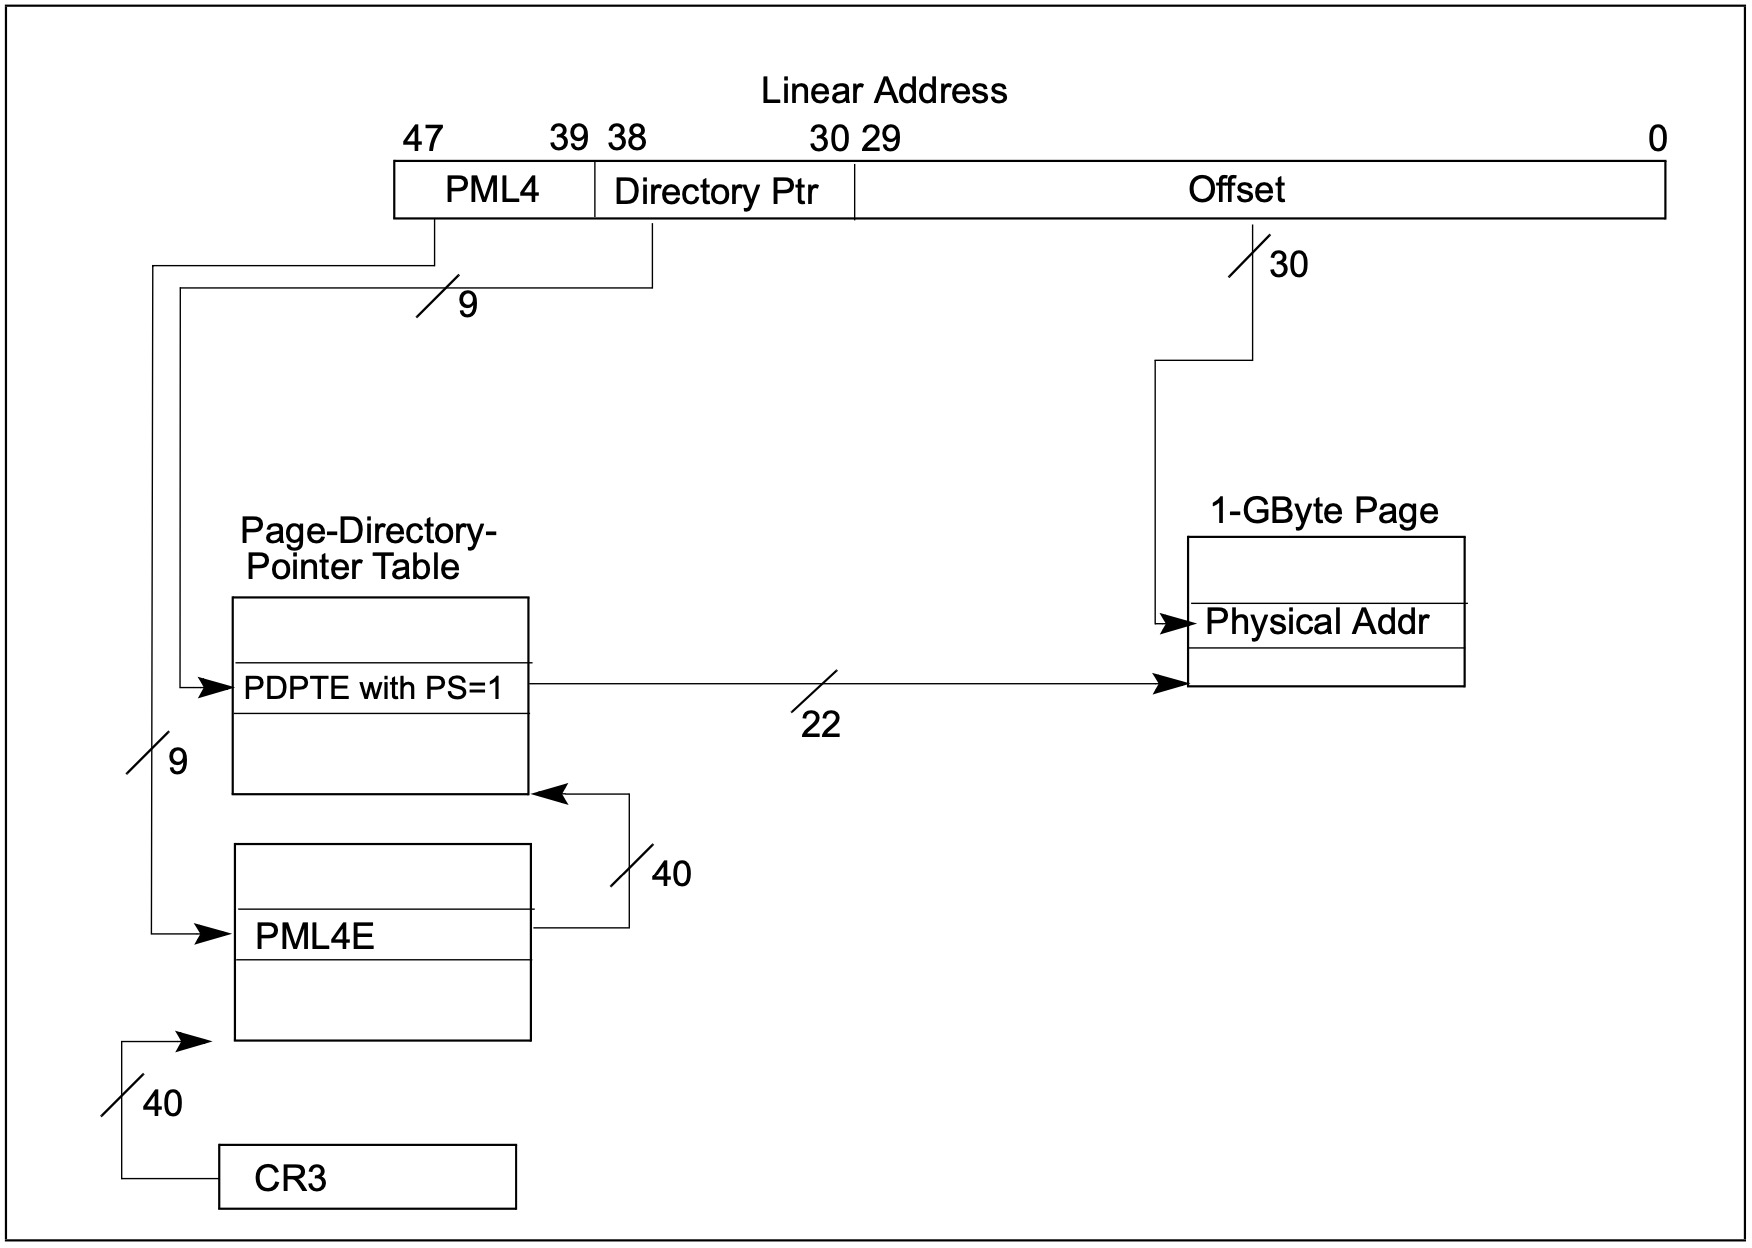 Linear Address
47 39 38 30 29 0
PML4 Directory Ptr Offset
30
9
1-GByte Page
Page-Directory-
Pointer Table
Physical Addr
PDPTE with PS=1
22
9
40
PML4E
40
CR3